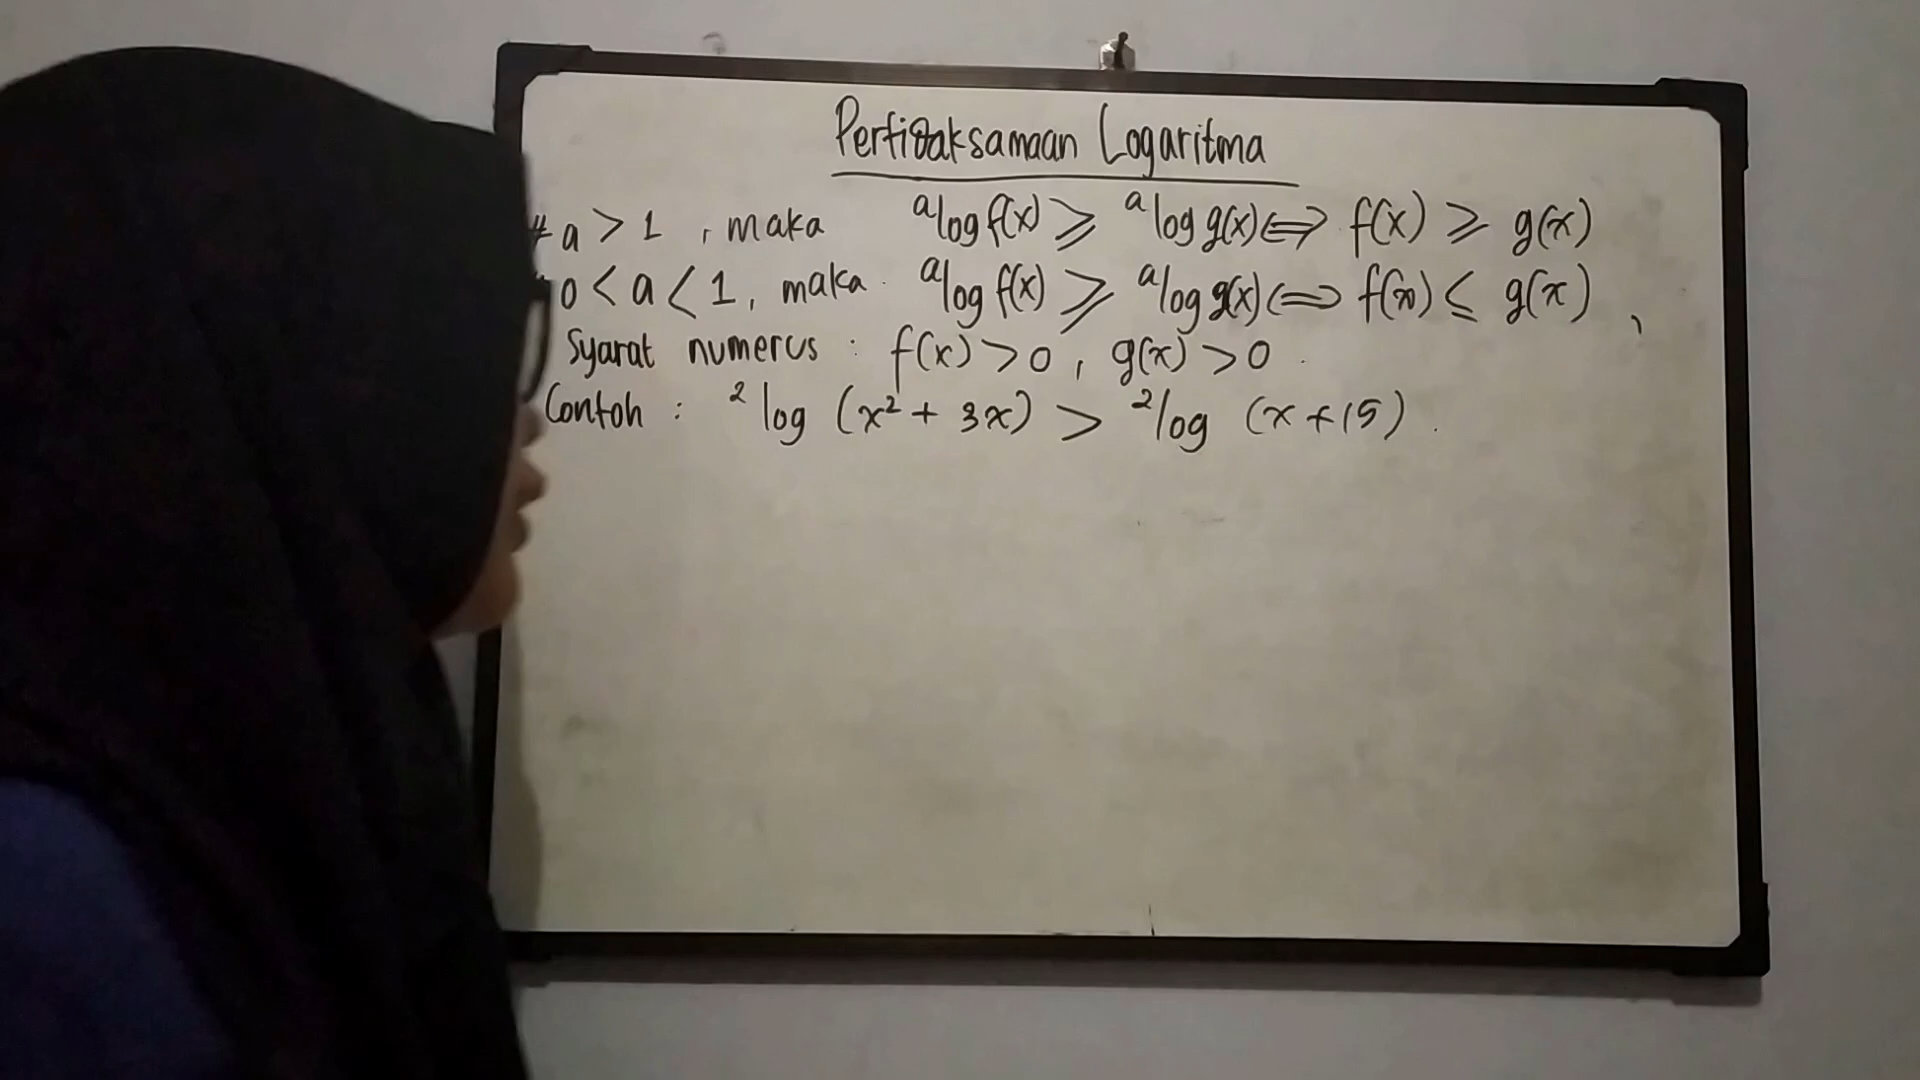 Pertidaksamaan Logaritma
# a > 1 , maka ᵃlog f(x) ⩾ ᵃlog g(x) ⇔ f(x) ⩾ g(x)
0 < a < 1, maka ᵃlog f(x) ⩾ ᵃlog g(x) ⇔ f(x) ≤ g(x) ,
Syarat numerus : f(x) > 0 , g(x) > 0 .
Contoh : ²log (x² + 3x) > ²log (x + 15) .